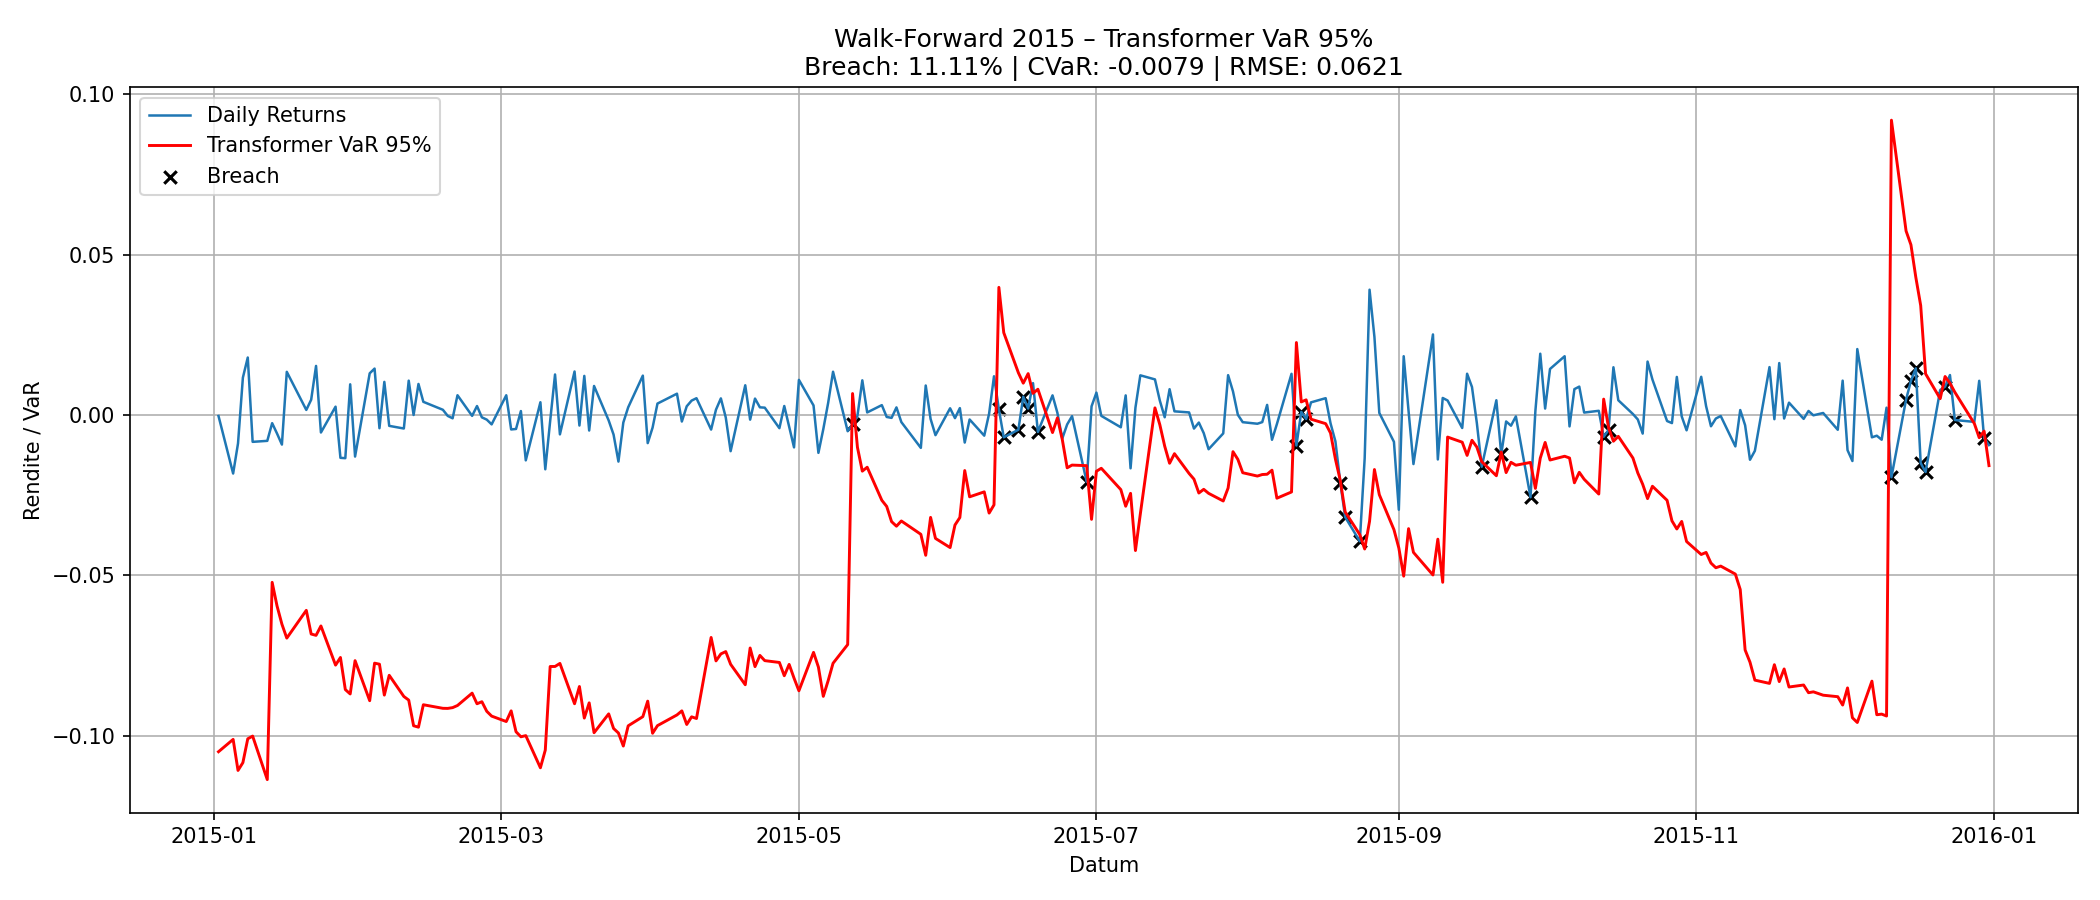 Walk-Forward 2015 – Transformer VaR 95%
Breach: 11.11% | CVaR: -0.0079 | RMSE: 0.0621
Daily Returns
Transformer VaR 95%
Breach
Rendite / VaR
0.10
0.05
0.00
−0.05
−0.10
2015-01
2015-03
2015-05
2015-07
2015-09
2015-11
2016-01
Datum